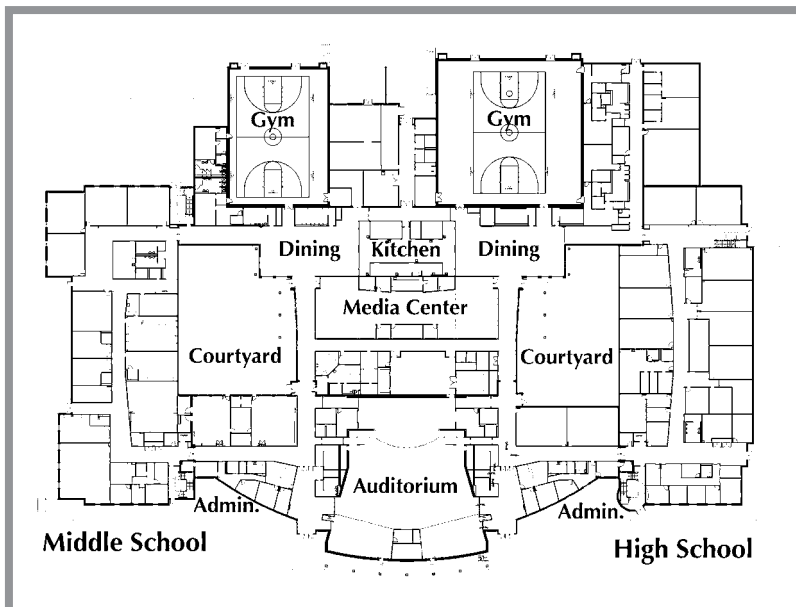 Gym
Gym
Dining
Kitchen
Dining
Media Center
Courtyard
Courtyard
Auditorium
Admin.
Admin.
Middle School
High School